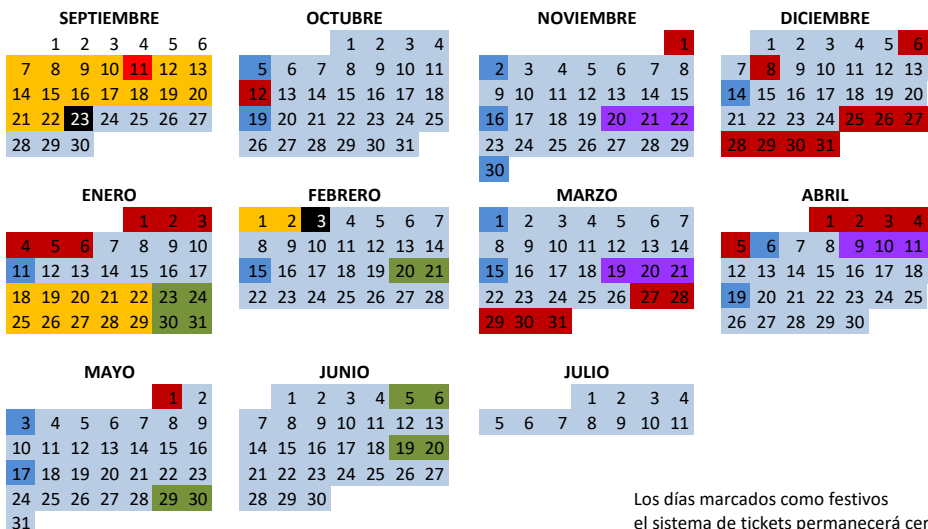 SEPTIEMBRE OCTUBRE NOVIEMBRE DICIEMBRE
1 2 3 4 5 6 1 2 3 4 1 1 2 3 4 5 6
7 8 9 10 11 12 13 5 6 7 8 9 10 11 2 3 4 5 6 7 8 7 8 9 10 11 12 13
14 15 16 17 18 19 20 12 13 14 15 16 17 18 9 10 11 12 13 14 15 14 15 16 17 18 19 20
21 22 23 24 25 26 27 19 20 21 22 23 24 25 16 17 18 19 20 21 22 21 22 23 24 25 26 27
28 29 30 26 27 28 29 30 31 23 24 25 26 27 28 29 28 29 30 31
30
ENERO FEBRERO MARZO ABRIL
1 2 3 1 2 3 4 5 6 7 1 2 3 4 5 6 7 1 2 3 4
4 5 6 7 8 9 10 8 9 10 11 12 13 14 8 9 10 11 12 13 14 5 6 7 8 9 10 11
11 12 13 14 15 16 17 15 16 17 18 19 20 21 15 16 17 18 19 20 21 12 13 14 15 16 17 18
18 19 20 21 22 23 24 22 23 24 25 26 27 28 22 23 24 25 26 27 28 19 20 21 22 23 24 25
25 26 27 28 29 30 31 29 30 31 26 27 28 29 30
MAYO JUNIO JULIO
1 2 1 2 3 4 5 6 1 2 3 4
3 4 5 6 7 8 9 7 8 9 10 11 12 13 5 6 7 8 9 10 11
10 11 12 13 14 15 16 14 15 16 17 18 19 20
17 18 19 20 21 22 23 21 22 23 24 25 26 27
24 25 26 27 28 29 30 28 29 30
Los días marcados como festivos
31
el sistema de tickets permanecerá cer